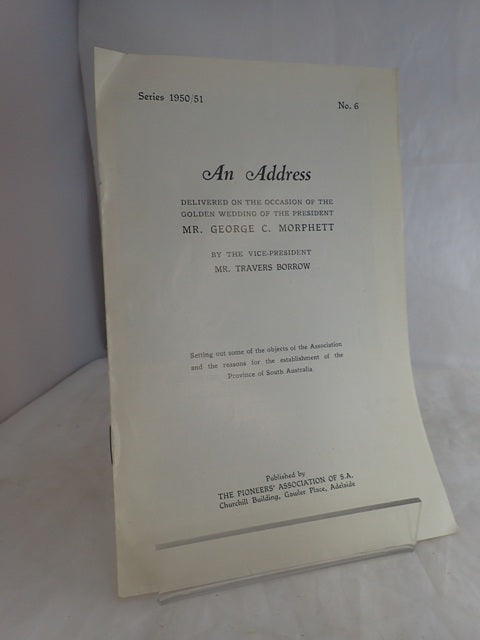 Series 1950/51
No. 6
An Address
DELIVERED ON THE OCCASION OF THE
GOLDEN WEDDING OF THE PRESIDENT
MR. GEORGE C. MORPHETT
BY THE VICE-PRESIDENT
MR. TRAVERS BORROW
Setting out some of the objects of the Association
and the reasons for the establishment of the
Province of South Australia
Published by
THE PIONEERS' ASSOCIATION OF S.A.
Churchill Building, Gawler Place, Adelaide